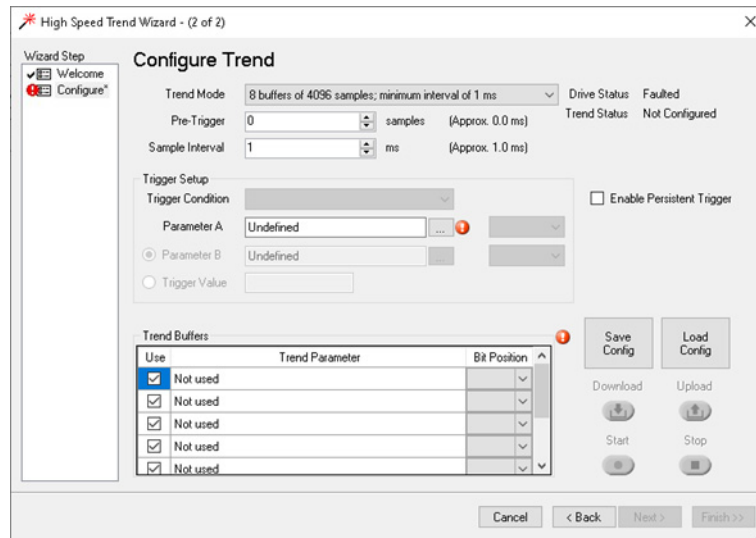 High Speed Trend Wizard - (2 of 2)
Wizard Step
Welcome
Configure*
Configure Trend
Trend Mode 8 buffers of 4096 samples; minimum interval of 1 ms Drive Status Faulted
Pre-Trigger 0 samples (Approx. 0.0 ms) Trend Status Not Configured
Sample Interval 1 ms (Approx. 1.0 ms)
Trigger Setup
Trigger Condition
Enable Persistent Trigger
Parameter A Undefined ...
Parameter B Undefined ...
Trigger Value
Trend Buffers
Use Trend Parameter Bit Position
Not used
Not used
Not used
Not used
Not used
Save Config
Load Config
Download Upload
Start Stop
Cancel < Back Next > Finish >>